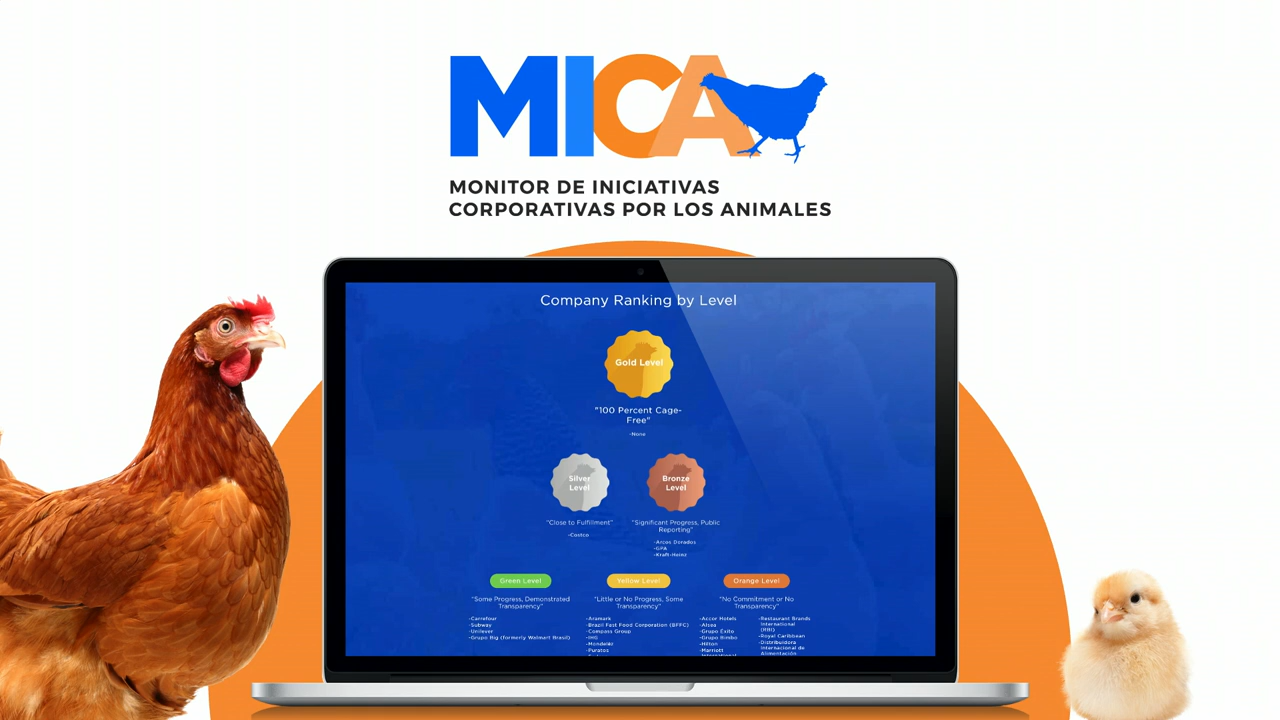 MICA
MONITOR DE INICIATIVAS
CORPORATIVAS POR LOS ANIMALES
Company Ranking by Level
Gold Level
"100 Percent Cage-
Free"
-None
Silver
Level
"Close to Fulfillment"
-Costco
Bronze
Level
"Significant Progress, Public
Reporting"
-Arcos Dorados
-GPA
-Kraft-Heinz
Green Level
"Some Progress, Demonstrated
Transparency"
-Carrefour
-Subway
-Unilever
-Grupo Big (formerly Walmart Brasil)
Yellow Level
"Little or No Progress, Some
Transparency"
-Aramark
-Brazil Fast Food Corporation (BFFC)
-Compass Group
-IHG
-Mondelēz
-Puratos
Orange Level
"No Commitment or No
Transparency"
-Accor Hotels
-Alsea
-Grupo Éxito
-Grupo Bimbo
-Hilton
-Marriott
International
-Restaurant Brands
International
(RBI)
-Royal Caribbean
-Distribuidora
Internacional de
Alimentación